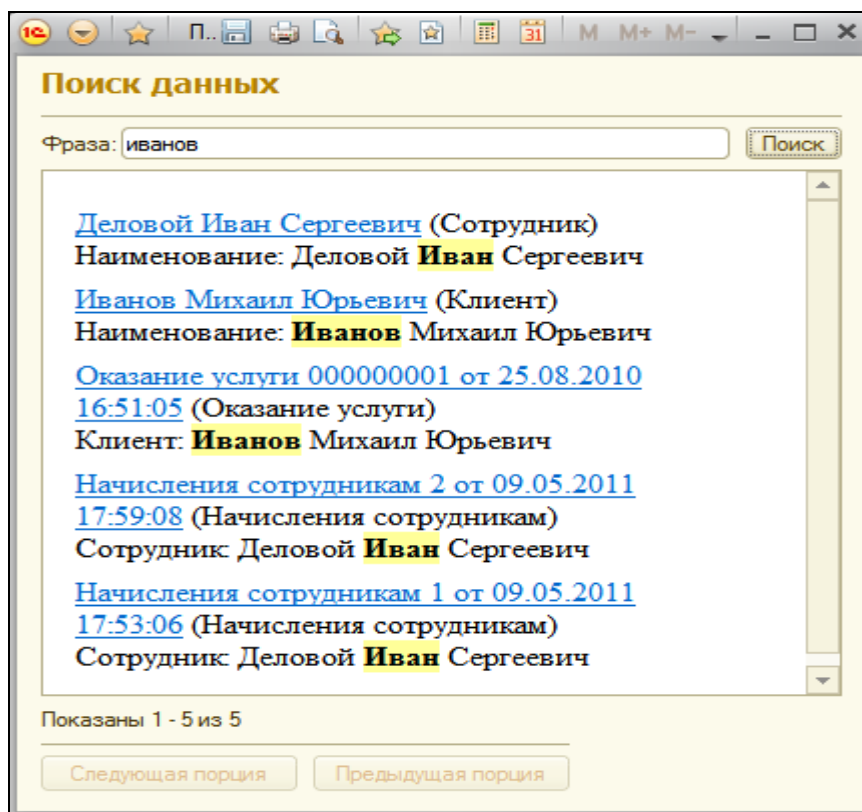 1С П.. 31 M M+ M-
Поиск данных
Фраза: иванов Поиск
Деловой Иван Сергеевич (Сотрудник)
Наименование: Деловой Иван Сергеевич
Иванов Михаил Юрьевич (Клиент)
Наименование: Иванов Михаил Юрьевич
Оказание услуги 000000001 от 25.08.2010
16:51:05 (Оказание услуги)
Клиент: Иванов Михаил Юрьевич
Начисления сотрудникам 2 от 09.05.2011
17:59:08 (Начисления сотрудникам)
Сотрудник: Деловой Иван Сергеевич
Начисления сотрудникам 1 от 09.05.2011
17:53:06 (Начисления сотрудникам)
Сотрудник: Деловой Иван Сергеевич
Показаны 1 - 5 из 5
Следующая порция Предыдущая порция